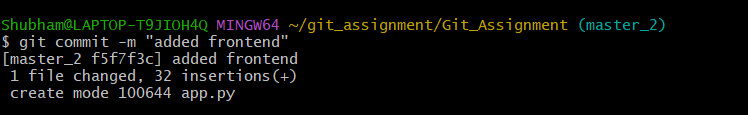 Shubham@LAPTOP-T9JIOH4Q MINGW64 ~/git_assignment/Git_Assignment (master_2)
$ git commit -m "added frontend"
[master_2 f5f7f3c] added frontend
 1 file changed, 32 insertions(+)
 create mode 100644 app.py